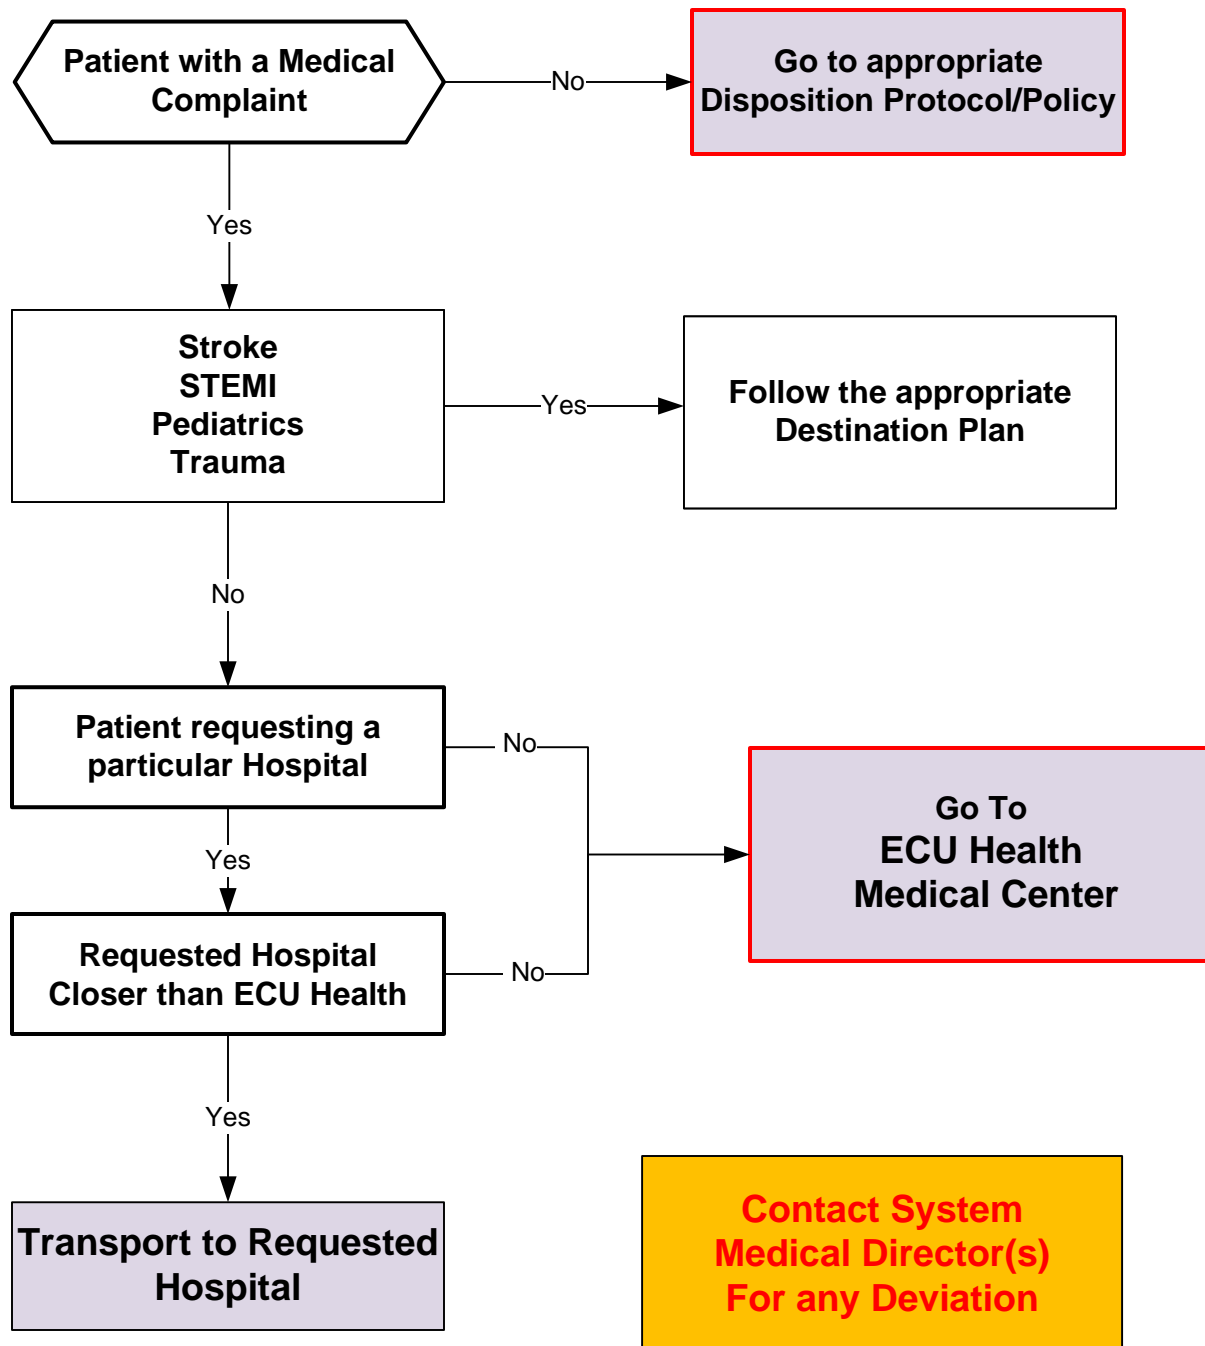 Patient with a Medical
Complaint
No
Go to appropriate
Disposition Protocol/Policy
Yes
Stroke
STEMI
Pediatrics
Trauma
Yes
Follow the appropriate
Destination Plan
No
Patient requesting a
particular Hospital
No
Go To
ECU Health
Medical Center
Yes
Requested Hospital
Closer than ECU Health
No
Yes
Transport to Requested
Hospital
Contact System
Medical Director(s)
For any Deviation